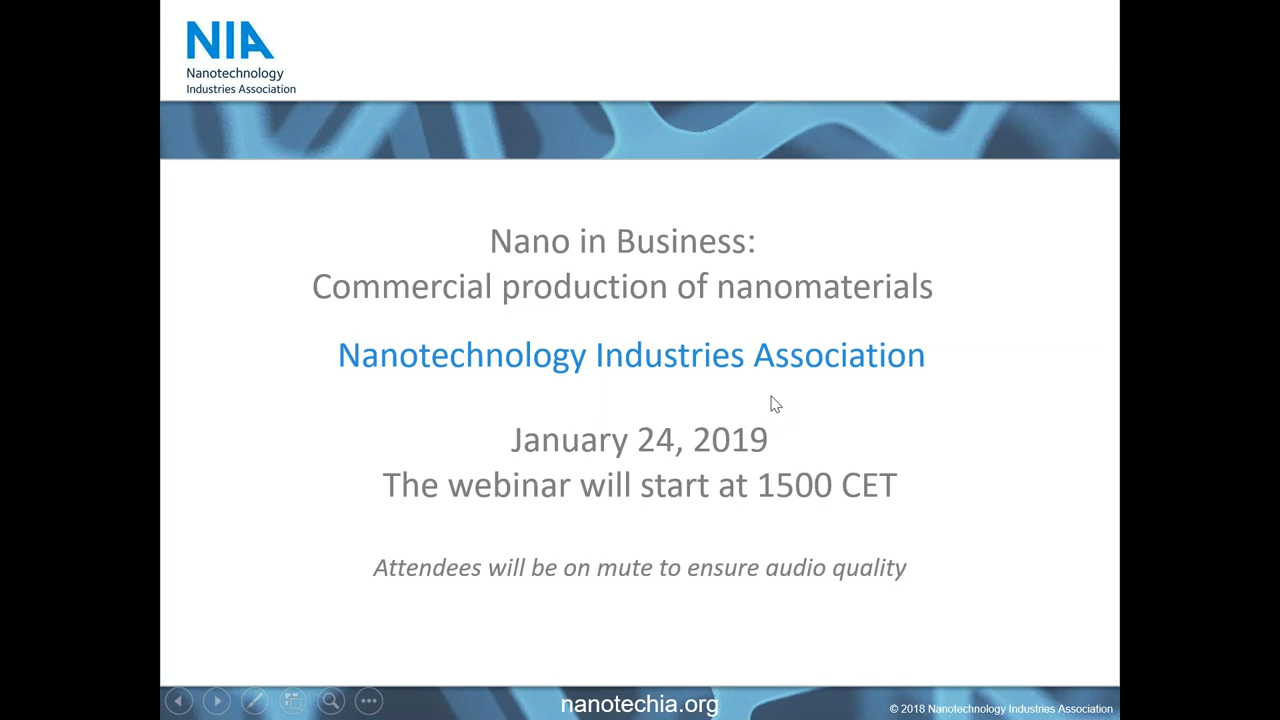 NIA
Nanotechnology
Industries Association
Nano in Business:
Commercial production of nanomaterials
Nanotechnology Industries Association
January 24, 2019
The webinar will start at 1500 CET
Attendees will be on mute to ensure audio quality
nanotechia.org
© 2018 Nanotechnology Industries Association